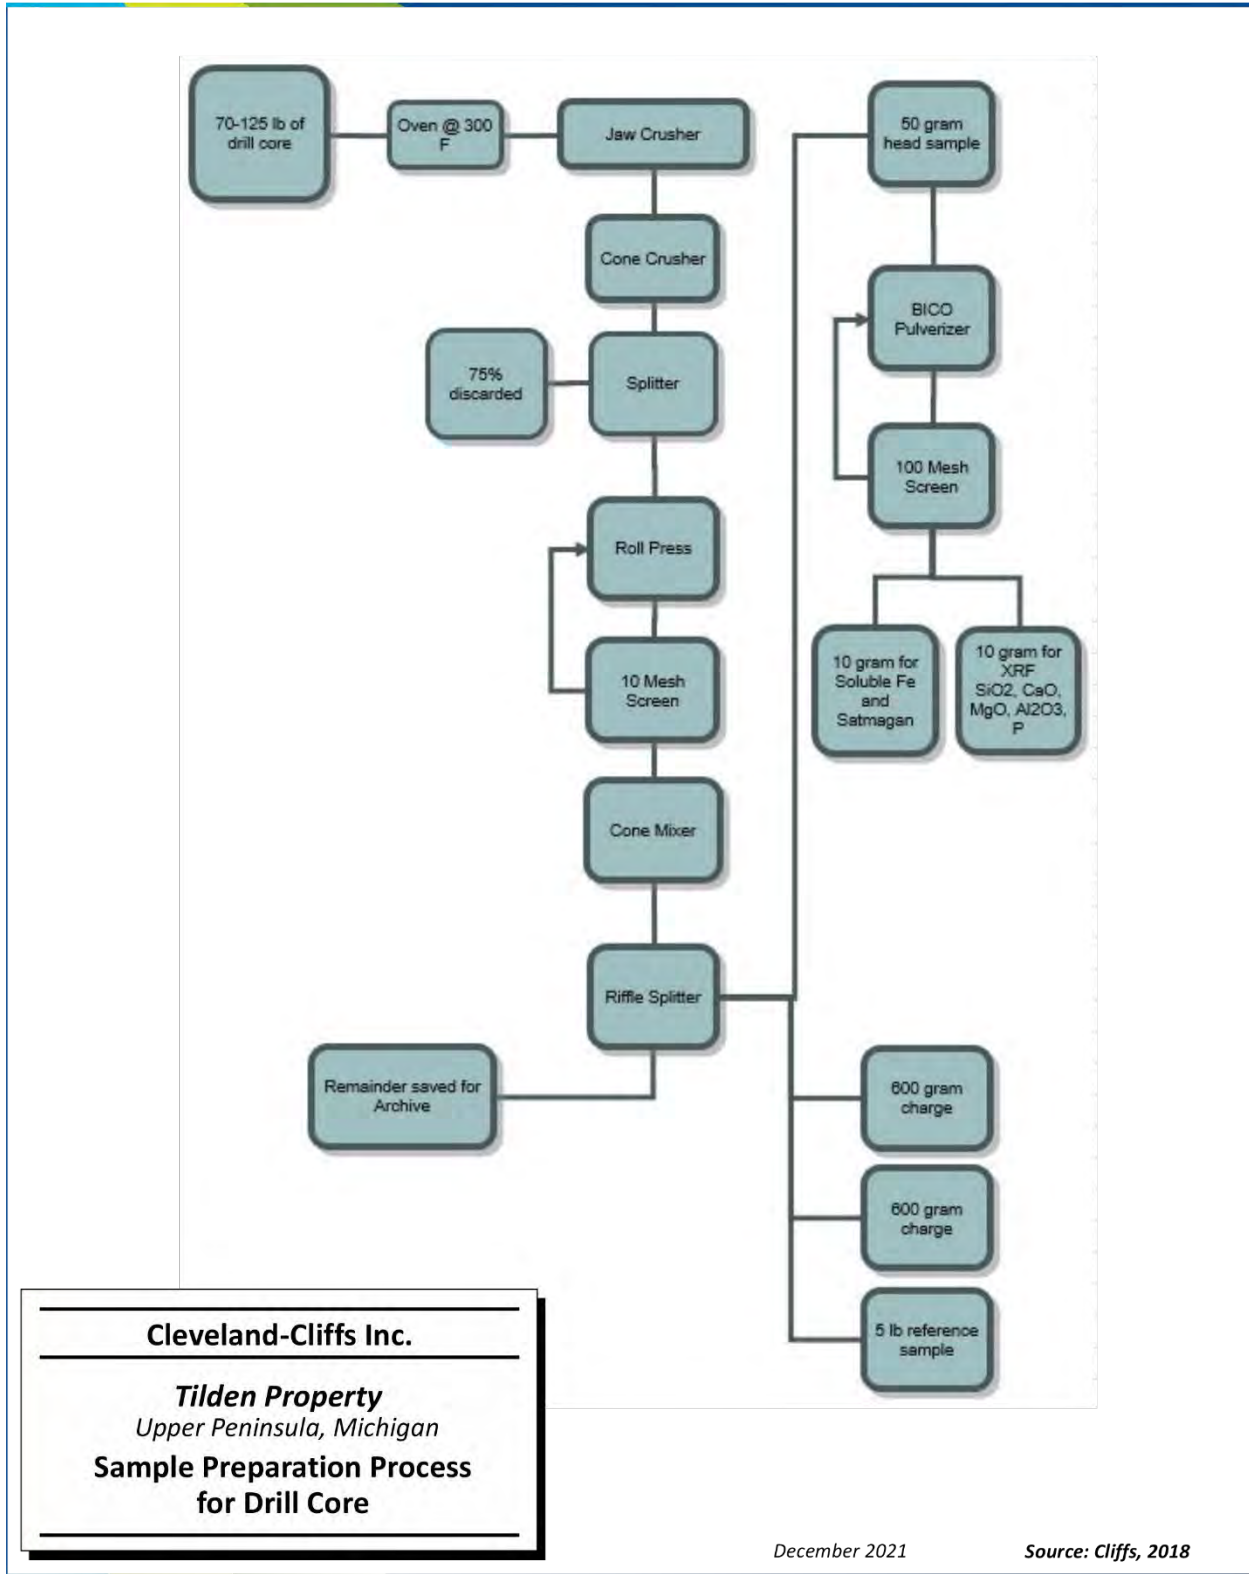 70-125 lb of
drill core
Oven @ 300
F
Jaw Crusher
50 gram
head sample
Cone Crusher
BICO
Pulverizer
75%
discarded
Splitter
100 Mesh
Screen
Roll Press
10 Mesh
Screen
10 gram for
Soluble Fe
and
Satmagan
10 gram for
XRF
SiO2, CaO,
MgO, Al2O3,
P
Cone Mixer
Riffle Splitter
Remainder saved for
Archive
600 gram
charge
600 gram
charge
5 lb reference
sample
Cleveland-Cliffs Inc.
Tilden Property
Upper Peninsula, Michigan
Sample Preparation Process
for Drill Core
December 2021
Source: Cliffs, 2018